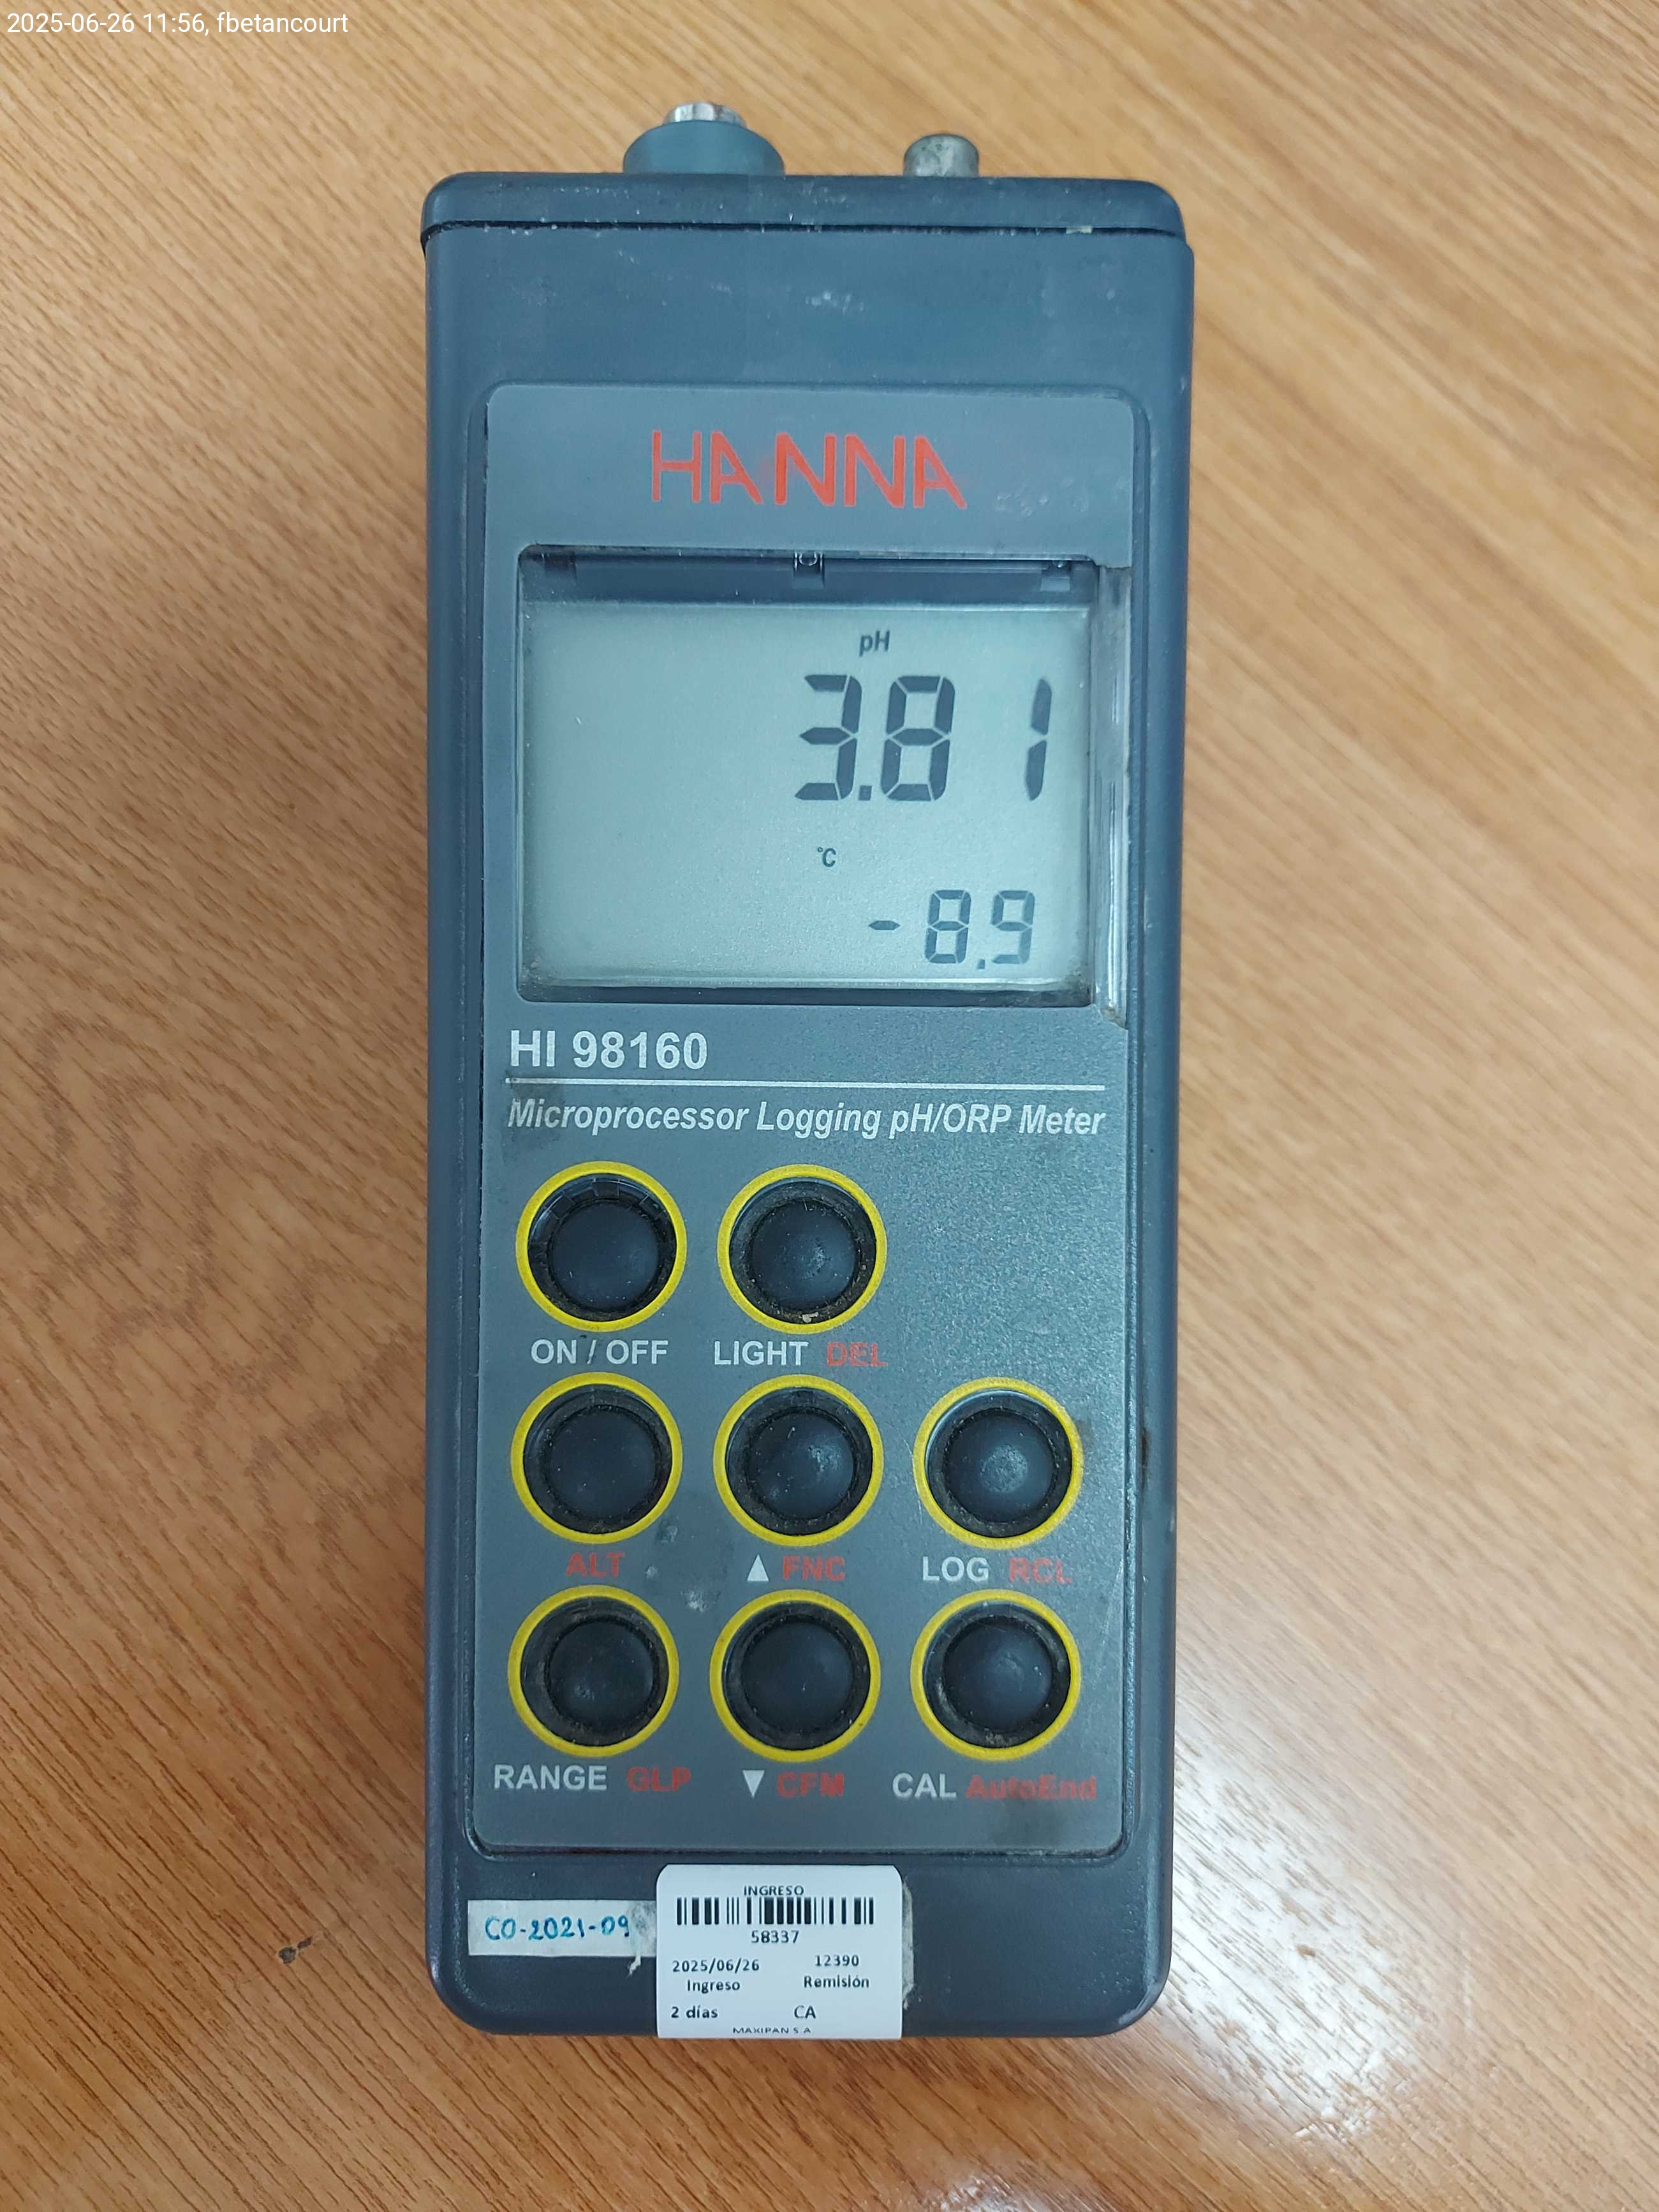 2025-06-26 11:56, fbetancourt
HANNA
pH
3.81
°C
-8.9
HI 98160
Microprocessor Logging pH/ORP Meter
ON / OFF LIGHT DEL
ALT ▲ FNC LOG RCL
RANGE GLP ▼ CFM CAL AutoEnd
CO-2021-09
INGRESO
58337
2025/06/26 12390
Ingreso Remisión
2 días CA
MAXIPAN S.A